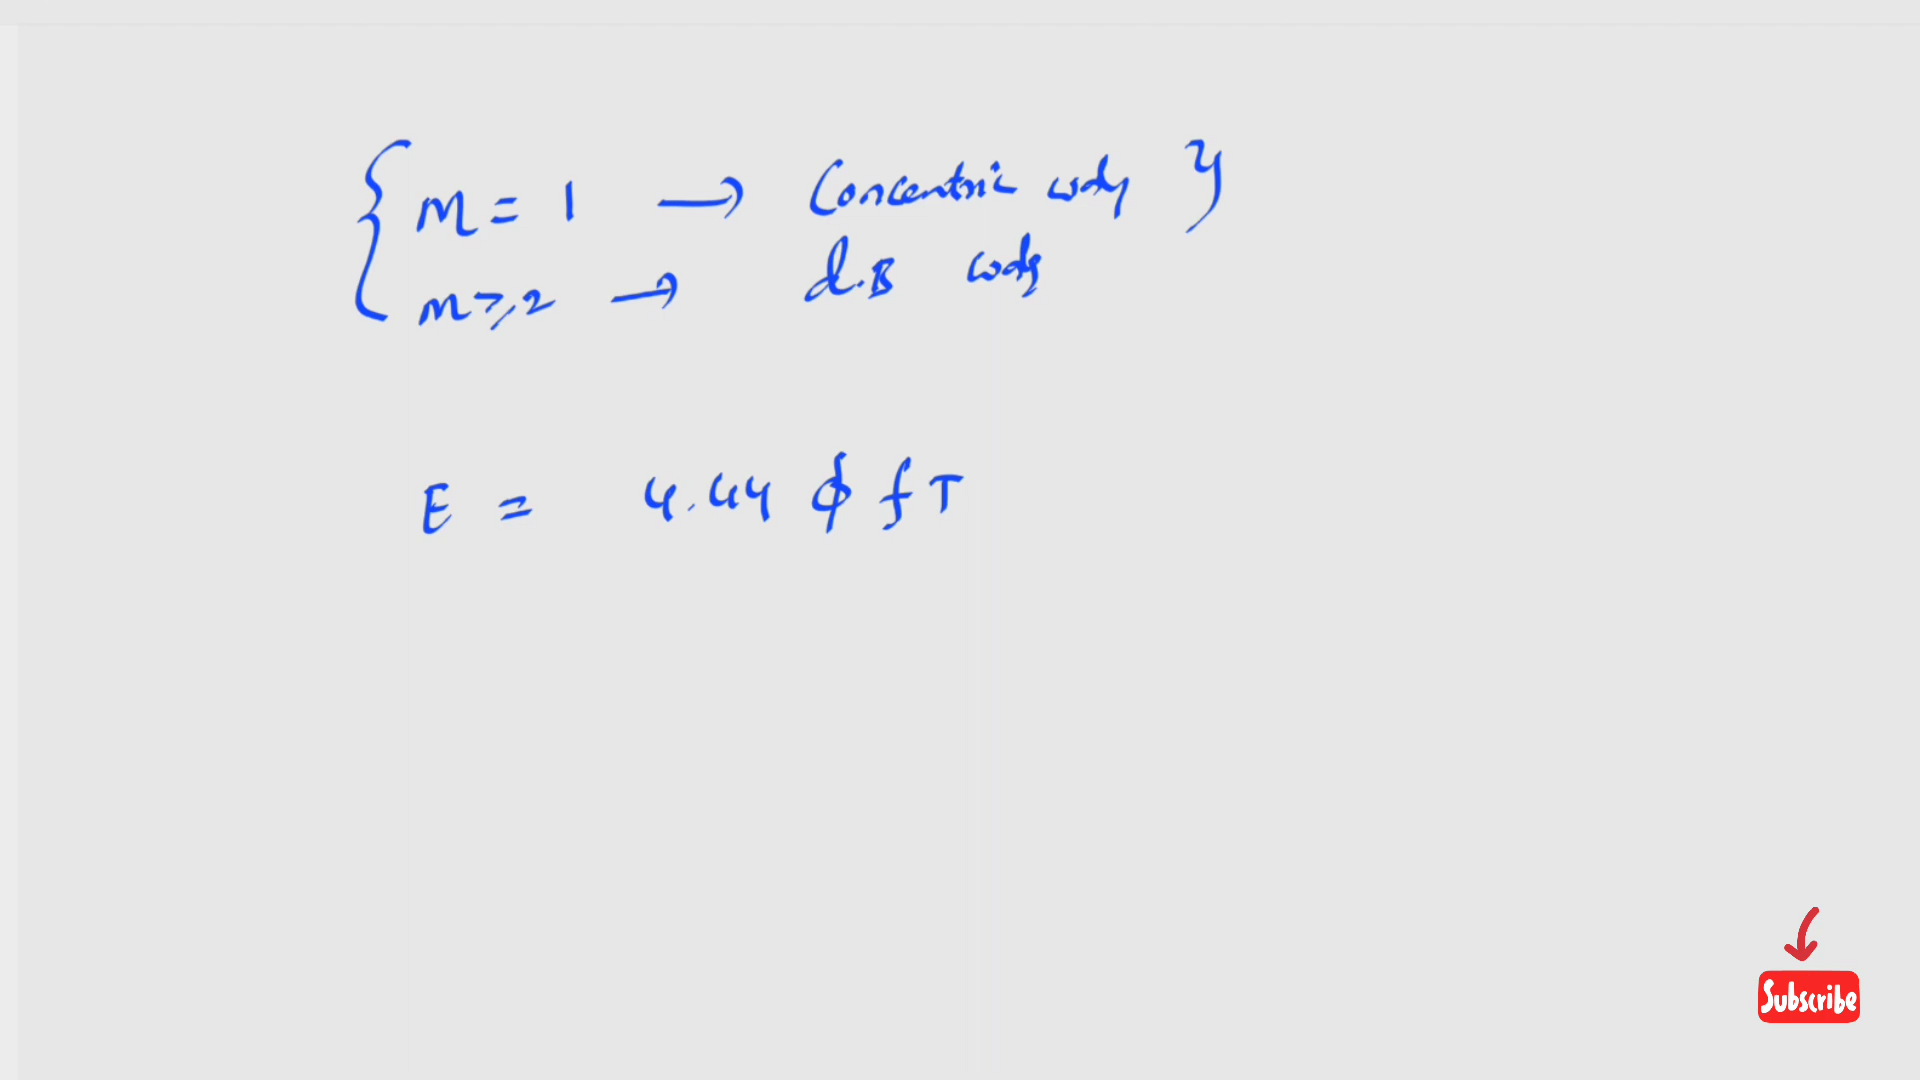 { m = 1 → Concentric wdg }
m ≥ 2 → d.B wdg
E = 4.44 ϕ f T
Subscribe